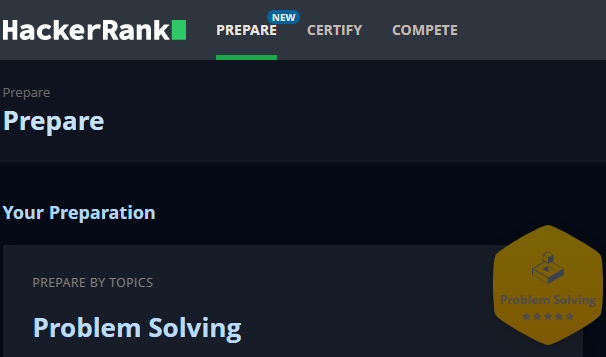 HackerRank
PREPARE NEW CERTIFY COMPETE
Prepare
Prepare
Your Preparation
PREPARE BY TOPICS
Problem Solving
Problem Solving